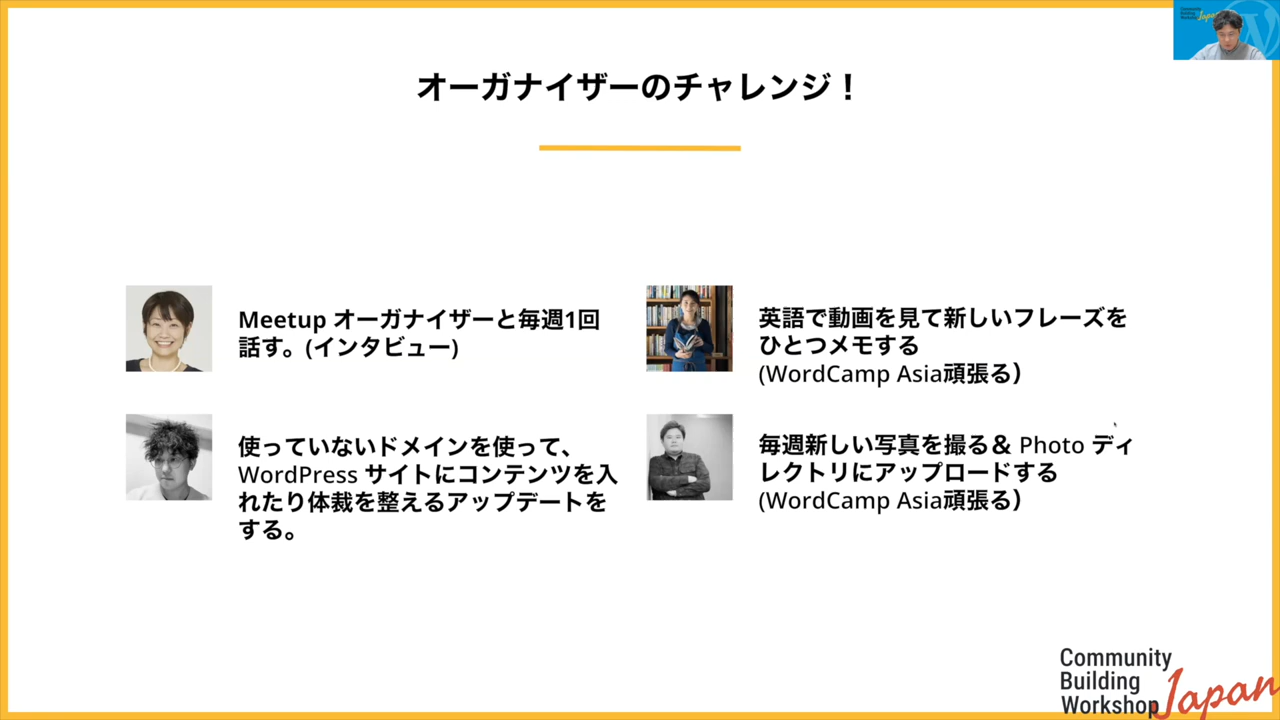 オーガナイザーのチャレンジ！
Meetup オーガナイザーと毎週1回
話す。(インタビュー)
英語で動画を見て新しいフレーズを
ひとつメモする
(WordCamp Asia頑張る）
使っていないドメインを使って、
WordPress サイトにコンテンツを入
れたり体裁を整えるアップデートを
する。
毎週新しい写真を撮る＆ Photo ディ
レクトリにアップロードする
(WordCamp Asia頑張る）
Community
Building
Workshop Japan
Community
Building
Workshop Japan